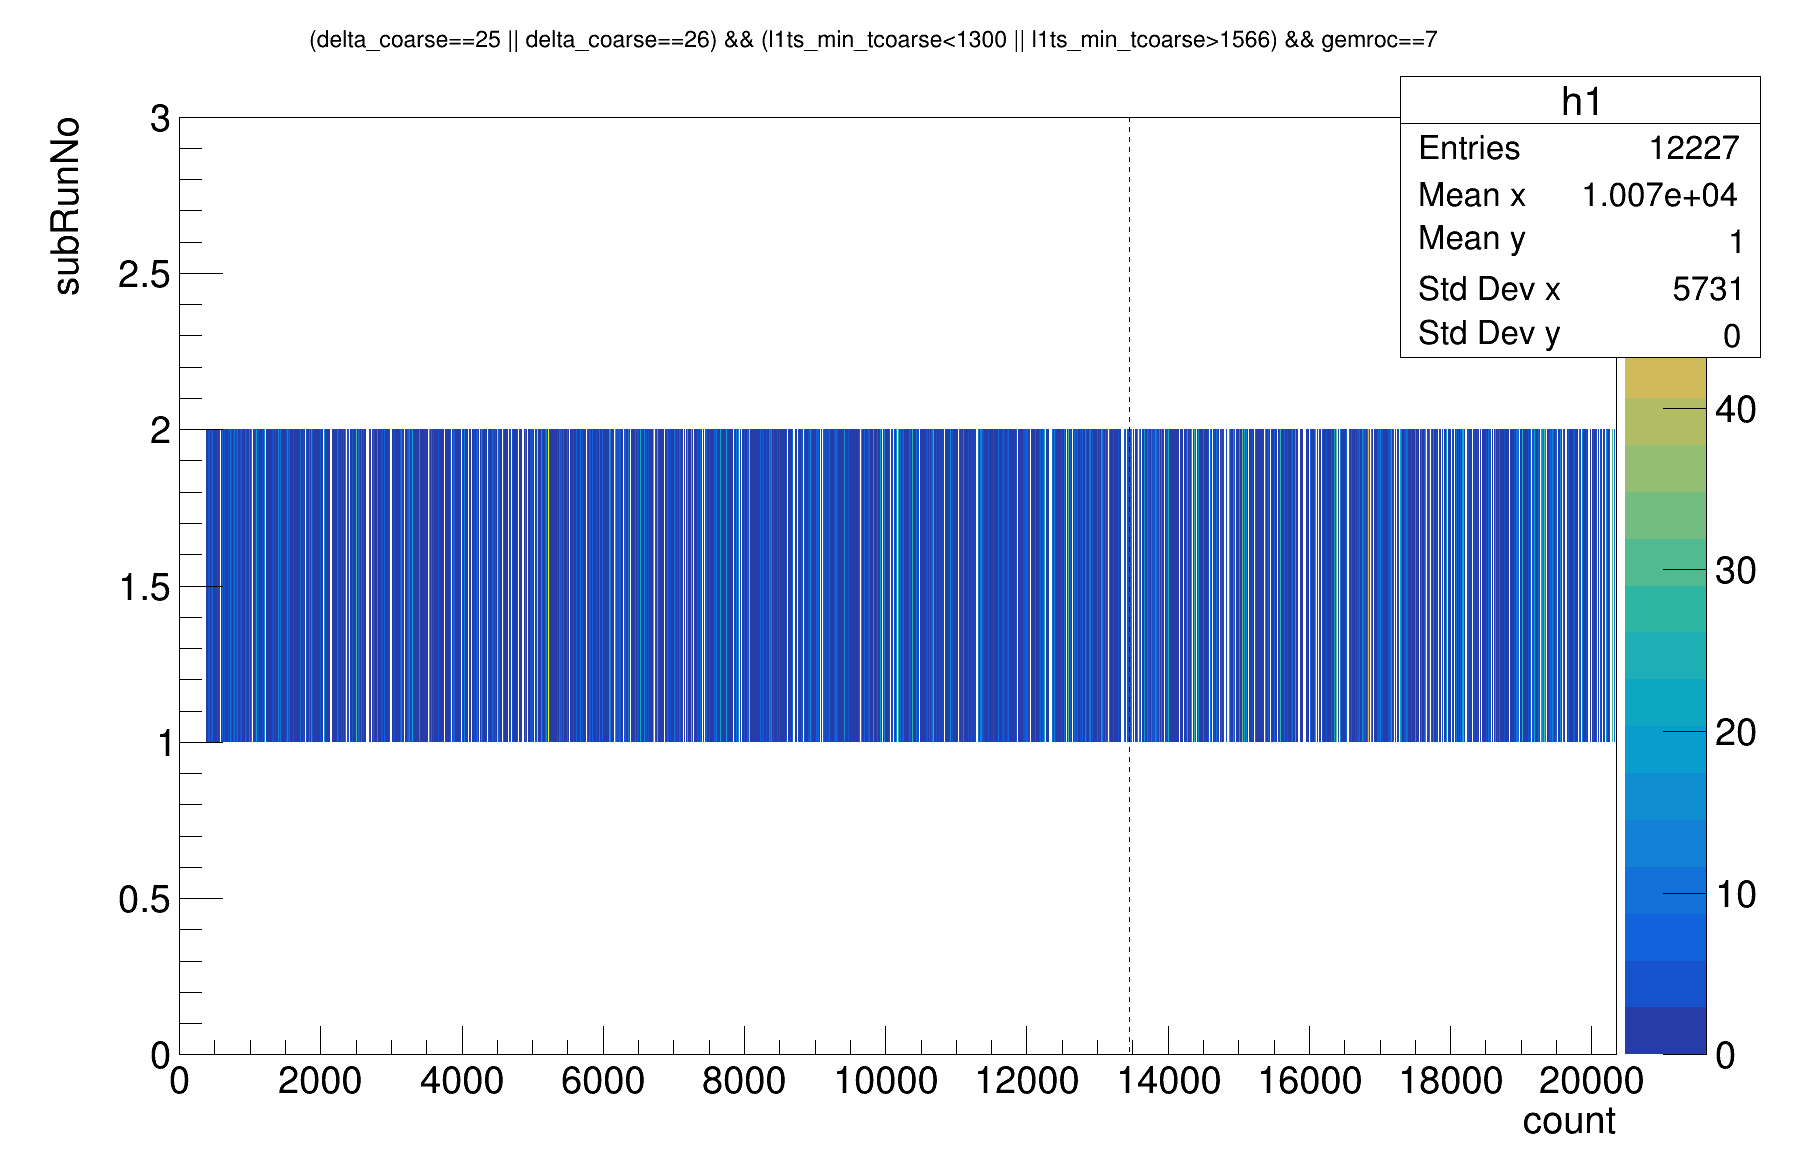 (delta_coarse==25 || delta_coarse==26) && (l1ts_min_tcoarse<1300 || l1ts_min_tcoarse>1566) && gemroc==7
h1
Entries 12227
Mean x 1.007e+04
Mean y 1
Std Dev x 5731
Std Dev y 0
subRunNo
3
2.5
2
1.5
1
0.5
0
40
30
20
10
0
0 2000 4000 6000 8000 10000 12000 14000 16000 18000 20000
count